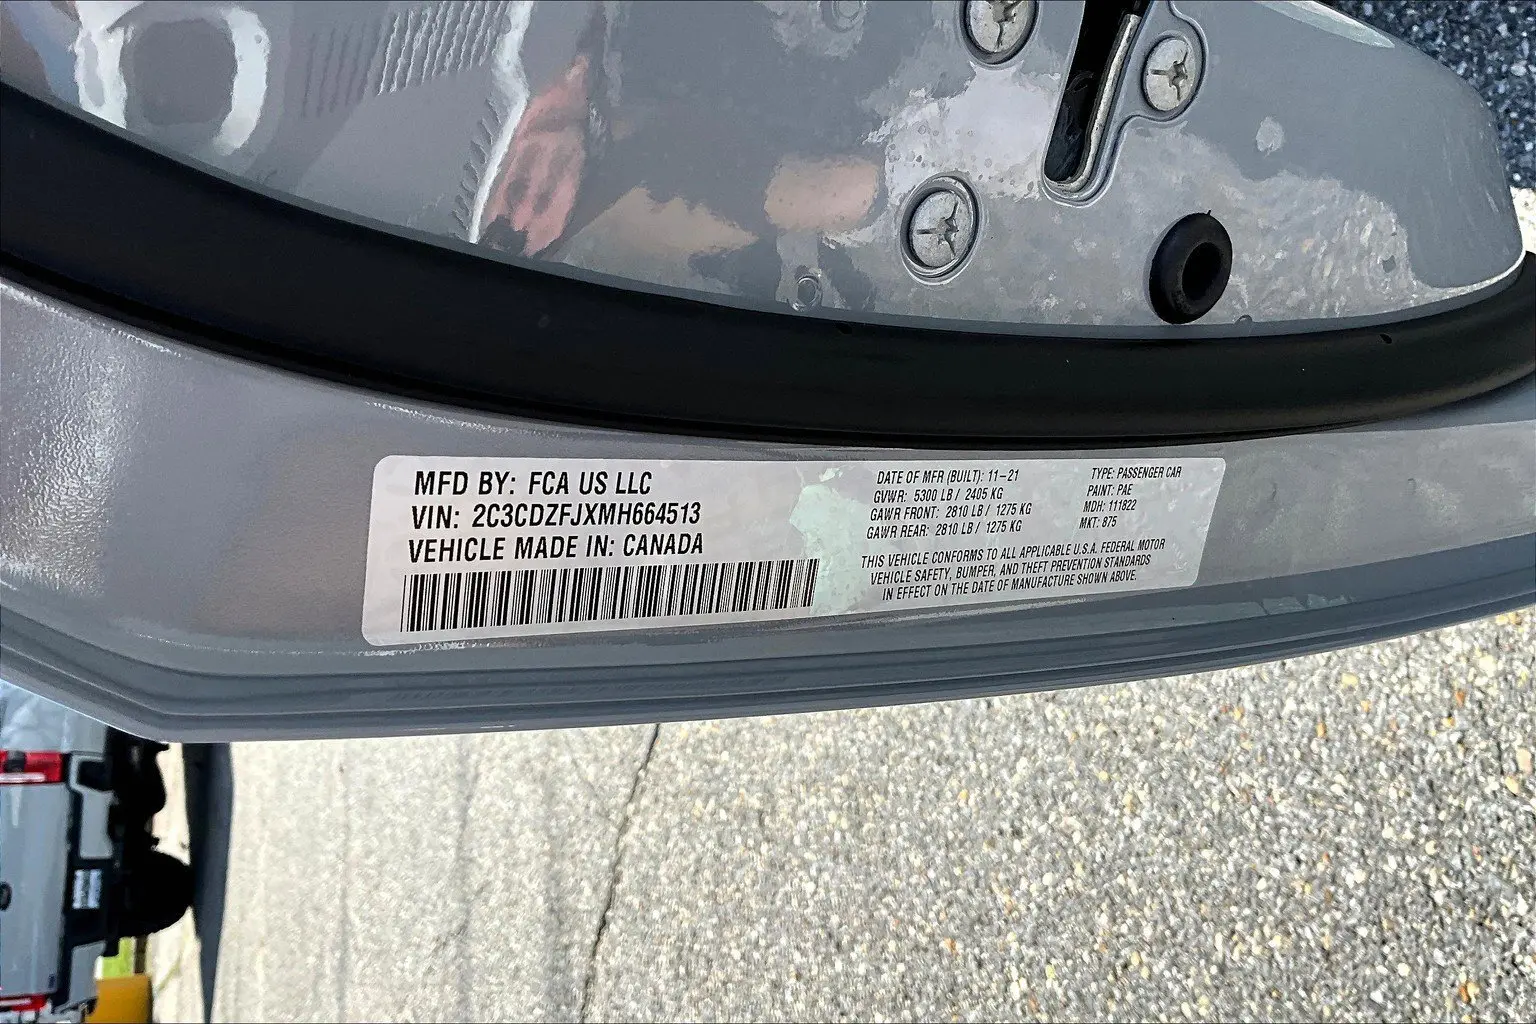 MFD BY: FCA US LLC
VIN: 2C3CDZFJXMH664513
VEHICLE MADE IN: CANADA
DATE OF MFR (BUILT): 11-21
GVWR: 5300 LB / 2405 KG
GAWR FRONT: 2810 LB / 1275 KG
GAWR REAR: 2810 LB / 1275 KG
TYPE: PASSENGER CAR
PAINT: PAE
MDH: 111822
MKT: 875
THIS VEHICLE CONFORMS TO ALL APPLICABLE U.S.A. FEDERAL MOTOR
VEHICLE SAFETY, BUMPER, AND THEFT PREVENTION STANDARDS
IN EFFECT ON THE DATE OF MANUFACTURE SHOWN ABOVE.